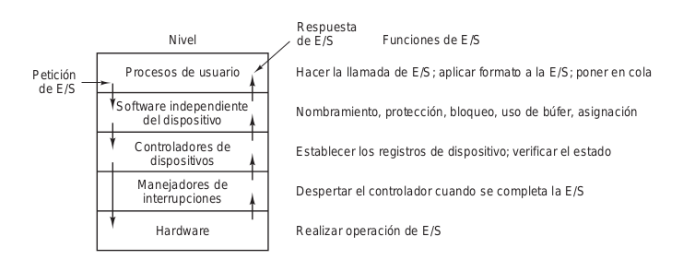 Respuesta
de E/S
Nivel
Funciones de E/S
Petición
de E/S
Procesos de usuario
Hacer la llamada de E/S; aplicar formato a la E/S; poner en cola
Software independiente
del dispositivo
Nombramiento, protección, bloqueo, uso de búfer, asignación
Controladores de
dispositivos
Establecer los registros de dispositivo; verificar el estado
Manejadores de
interrupciones
Despertar el controlador cuando se completa la E/S
Hardware
Realizar operación de E/S